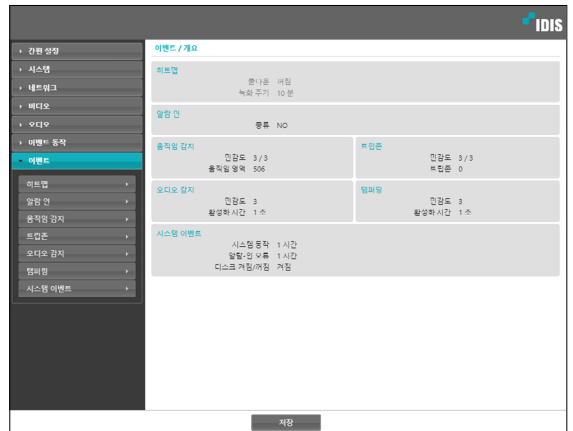 IDIS
간편 설정
시스템
네트워크
비디오
오디오
이벤트 동작
이벤트
히트맵
알람 인
움직임 감지
트립존
오디오 감지
탬퍼링
시스템 이벤트
이벤트 / 개요
히트맵
줌나운 꺼짐
녹화 주기 10 분
알람 인
종류 NO
움직임 감지
민감도 3 / 3
움직임 영역 506
트립존
민감도 3 / 3
트립존 0
오디오 감지
민감도 3
활성화 시간 1 초
탬퍼링
민감도 3
활성화 시간 1 초
시스템 이벤트
시스템 동작 1 시간
알람-인 오류 1 시간
디스크 켜짐/꺼짐 켜짐
저장